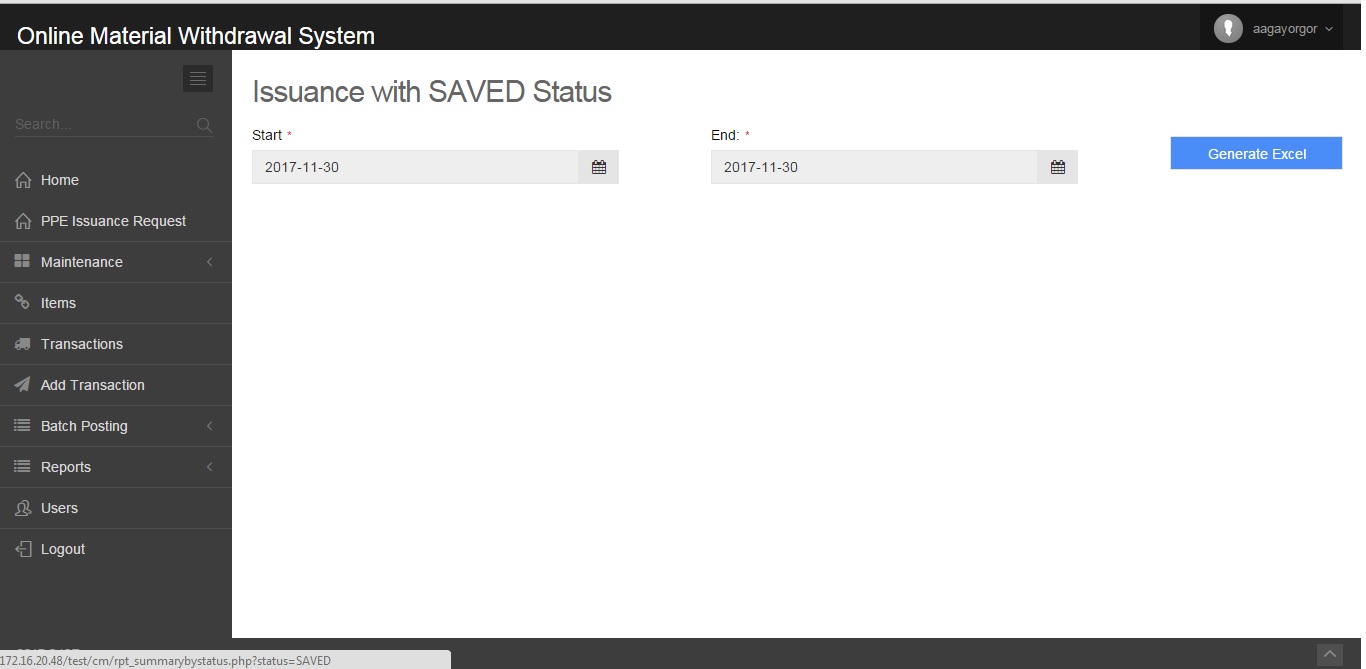 Online Material Withdrawal System
aagayorgor
Search...
Home
PPE Issuance Request
Maintenance
Items
Transactions
Add Transaction
Batch Posting
Reports
Users
Logout
Issuance with SAVED Status
Start *
End: *
2017-11-30
2017-11-30
Generate Excel
172.16.20.48/test/cm/rpt_summarybystatus.php?status=SAVED